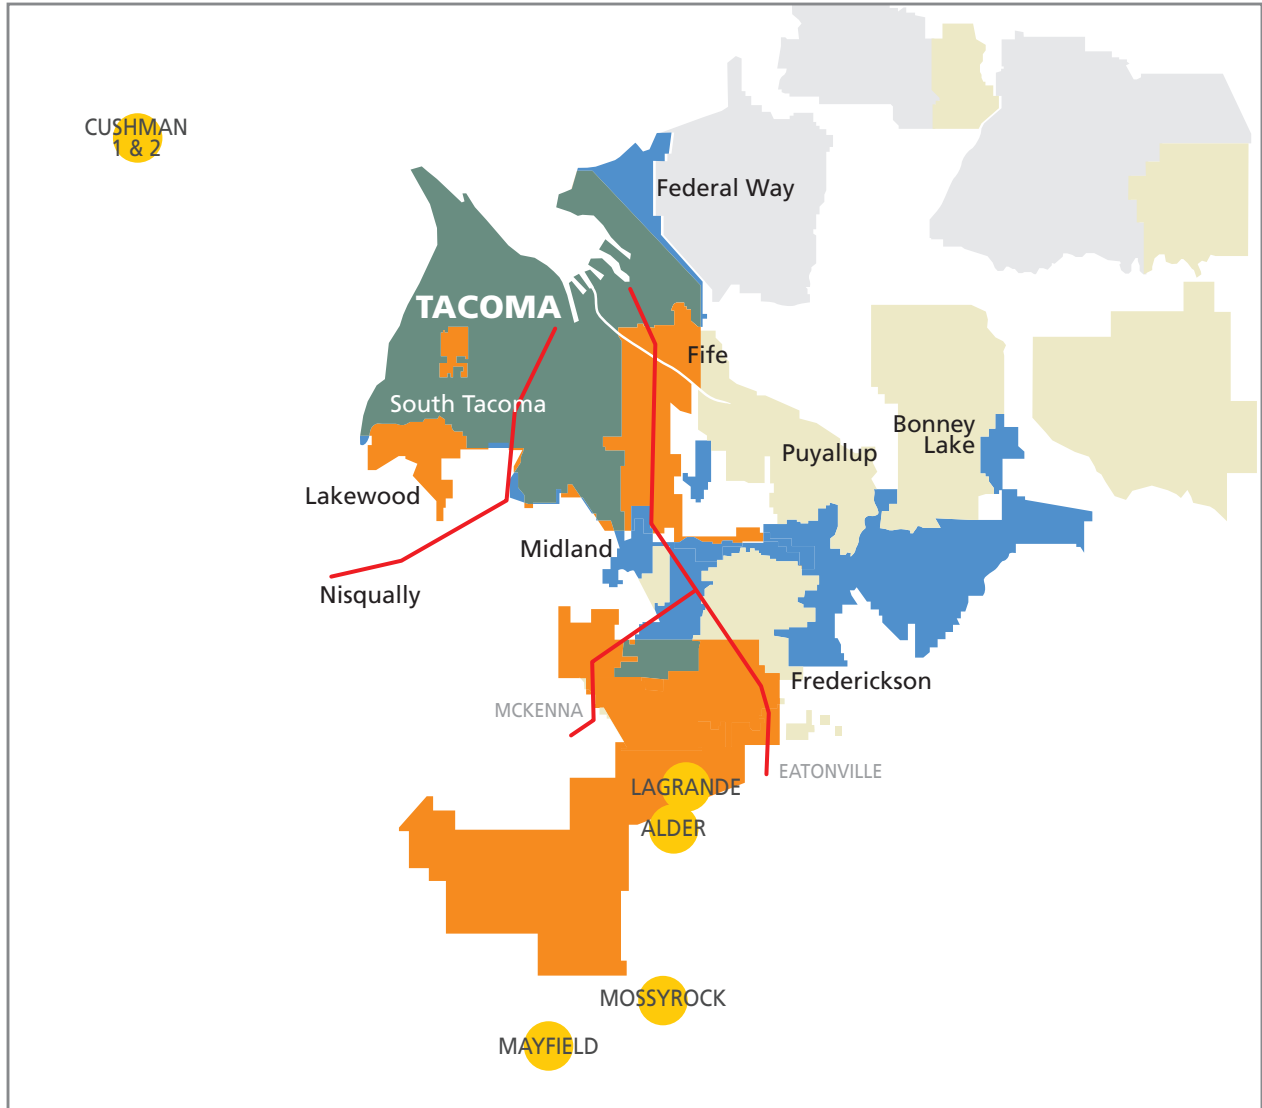 CUSHMAN
1 & 2
Federal Way
TACOMA
Fife
South Tacoma
Bonney
Lake
Puyallup
Lakewood
Midland
Nisqually
Frederickson
MCKENNA
EATONVILLE
LAGRANDE
ALDER
MOSSYROCK
MAYFIELD